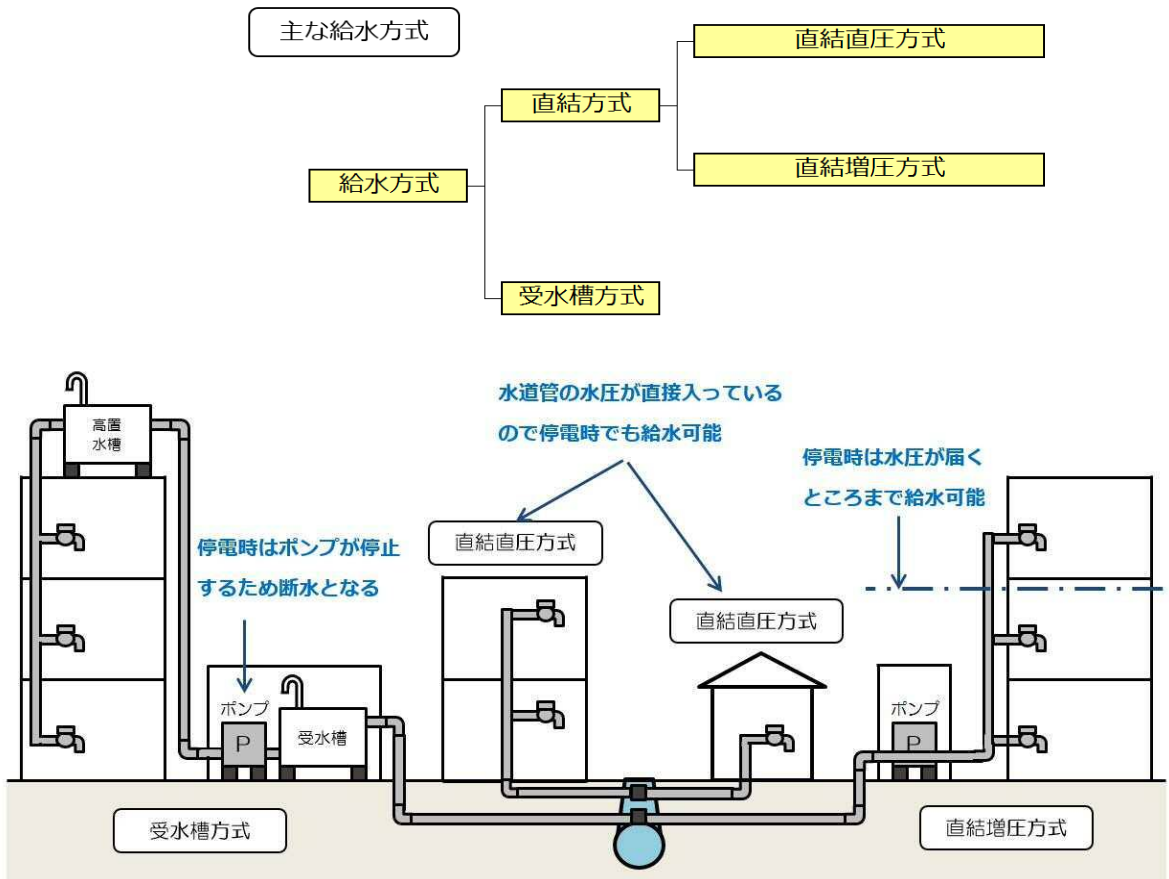 主な給水方式
直結直圧方式
直結方式
直結増圧方式
給水方式
受水槽方式
水道管の水圧が直接入っている
ので停電時でも給水可能
高置
水槽
停電時は水圧が届く
ところまで給水可能
停電時はポンプが停止
するため断水となる
直結直圧方式
直結直圧方式
ポンプ
P
受水槽
ポンプ
P
受水槽方式
直結増圧方式